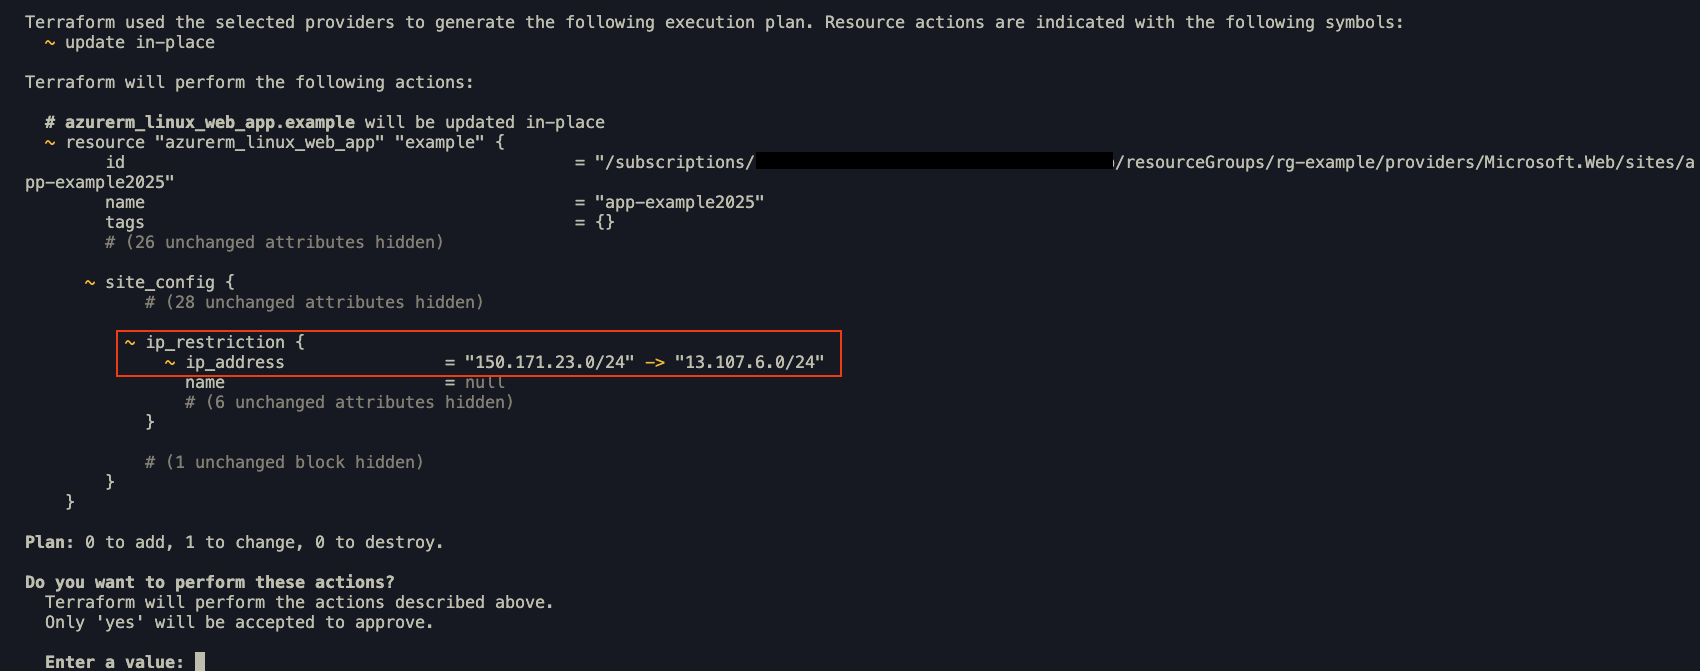 Terraform used the selected providers to generate the following execution plan. Resource actions are indicated with the following symbols:
  ~ update in-place

Terraform will perform the following actions:

  # azurerm_linux_web_app.example will be updated in-place
  ~ resource "azurerm_linux_web_app" "example" {
        id                                             = "/subscriptions/ /resourceGroups/rg-example/providers/Microsoft.Web/sites/a
pp-example2025"
        name                                           = "app-example2025"
        tags                                           = {}
        # (26 unchanged attributes hidden)

      ~ site_config {
            # (28 unchanged attributes hidden)

          ~ ip_restriction {
              ~ ip_address                = "150.171.23.0/24" -> "13.107.6.0/24"
                name                      = null
                # (6 unchanged attributes hidden)
            }

            # (1 unchanged block hidden)
        }
    }

Plan: 0 to add, 1 to change, 0 to destroy.

Do you want to perform these actions?
  Terraform will perform the actions described above.
  Only 'yes' will be accepted to approve.

  Enter a value: